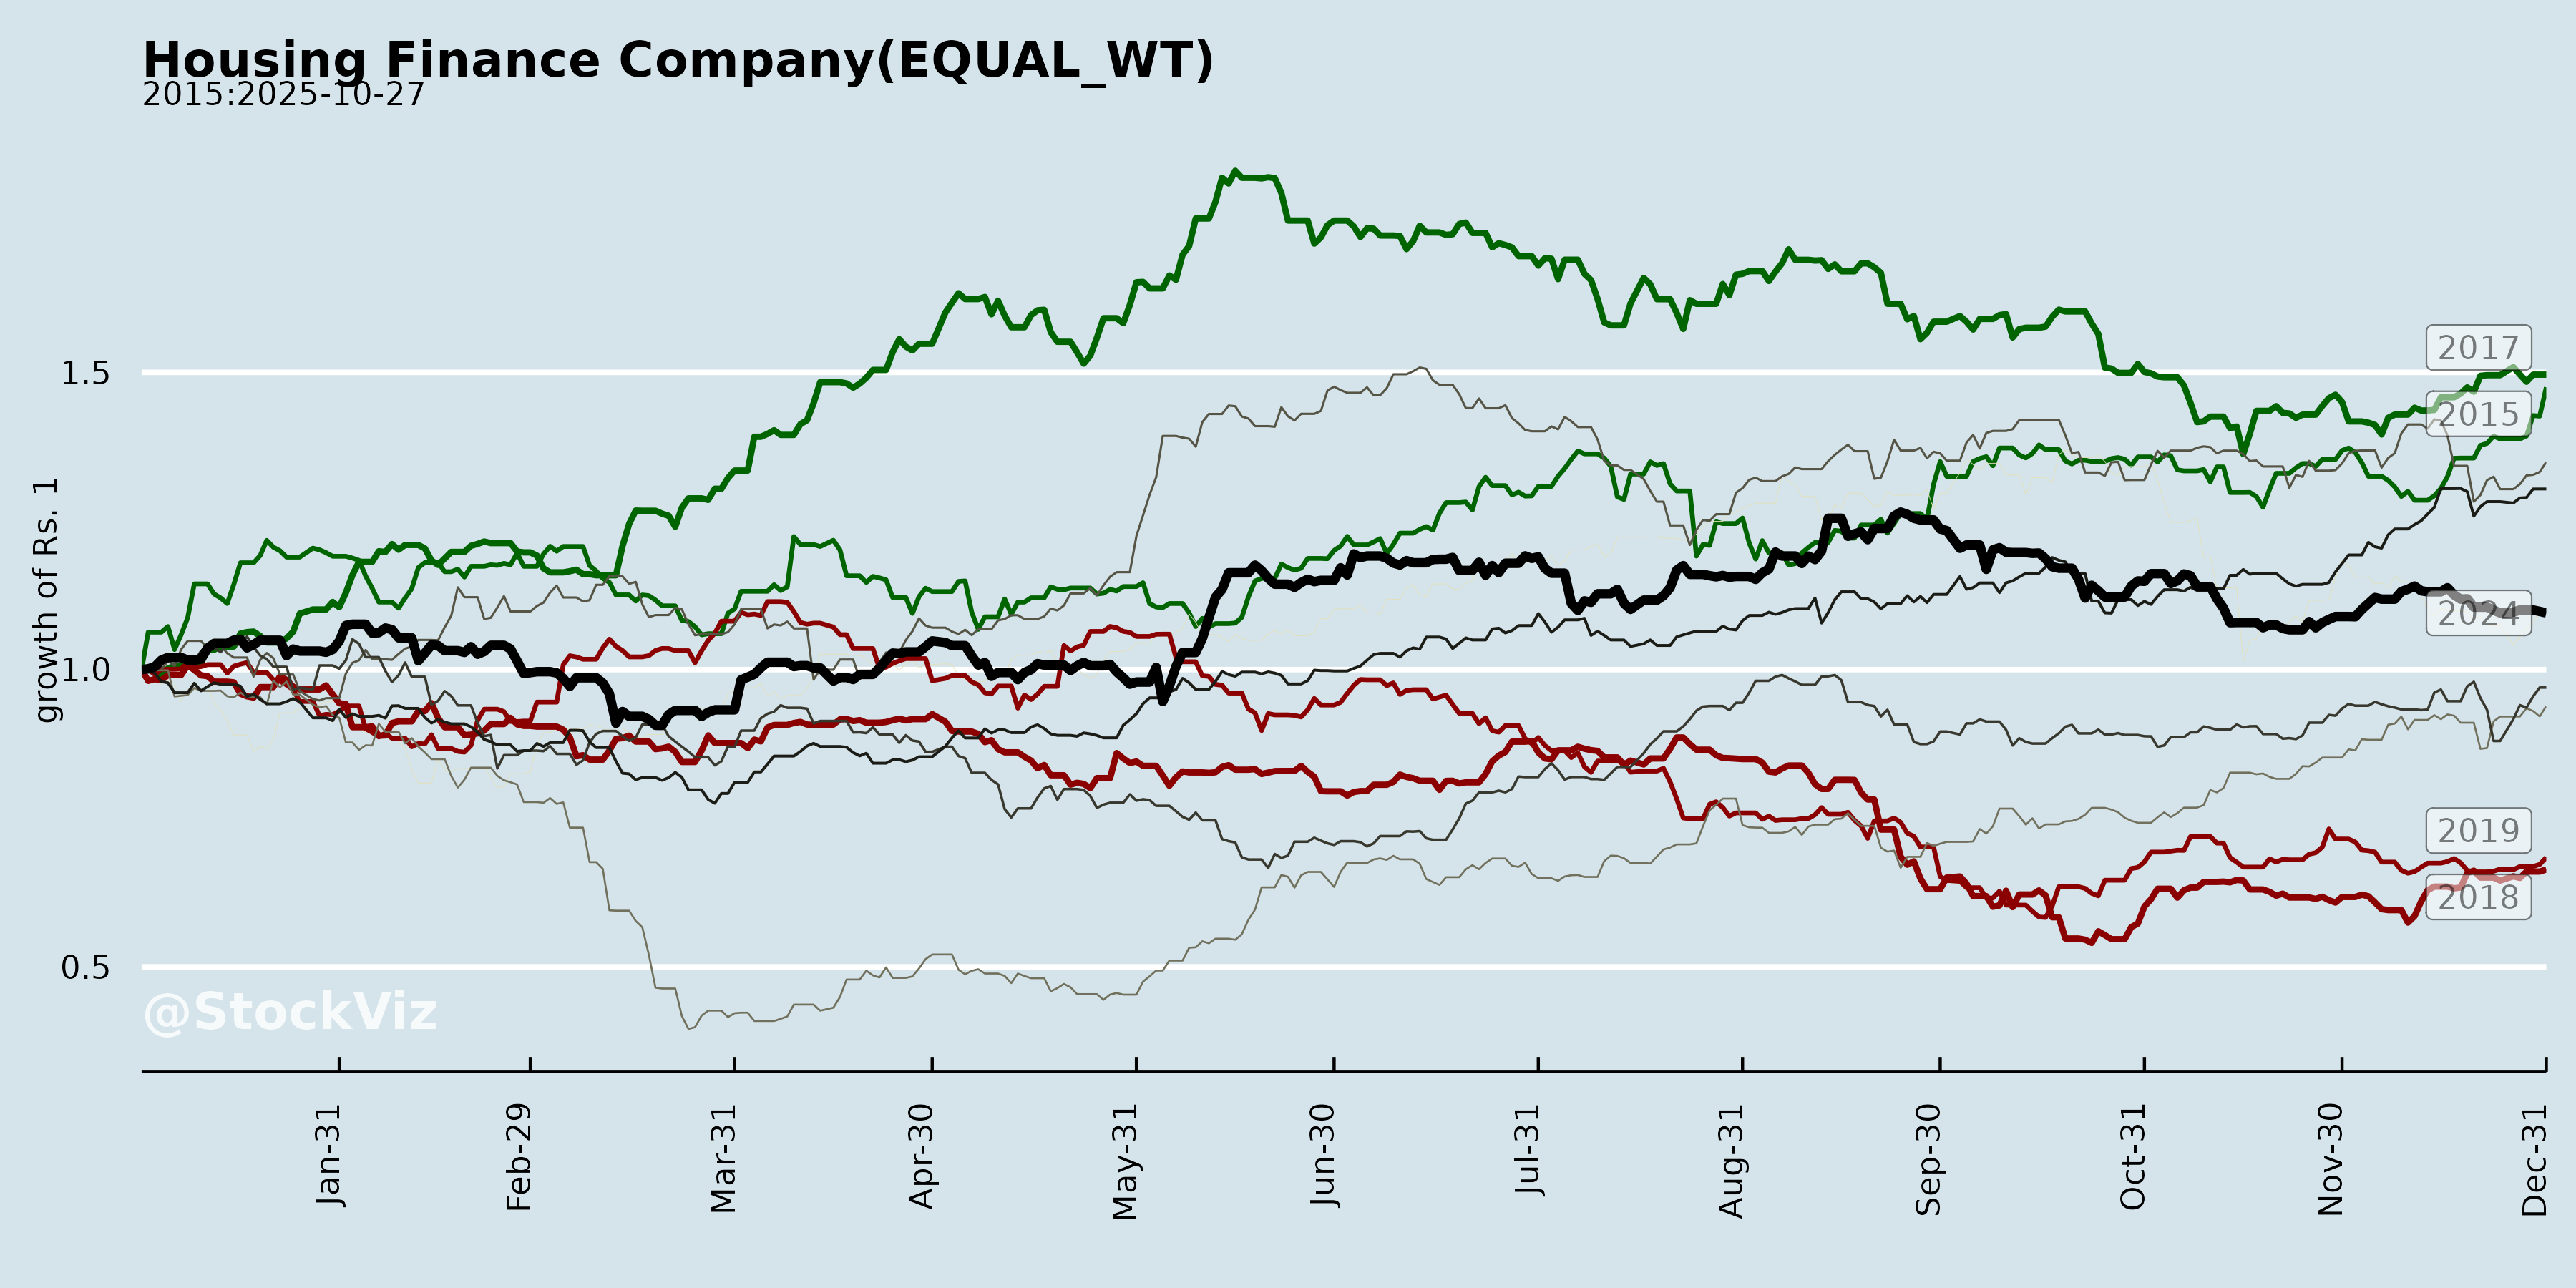 Housing Finance Company(EQUAL_WT)
2015:2025-10-27
growth of Rs. 1
1.5
1.0
0.5
2017
2015
2024
2019
2018
@StockViz
Jan-31
Feb-29
Mar-31
Apr-30
May-31
Jun-30
Jul-31
Aug-31
Sep-30
Oct-31
Nov-30
Dec-31